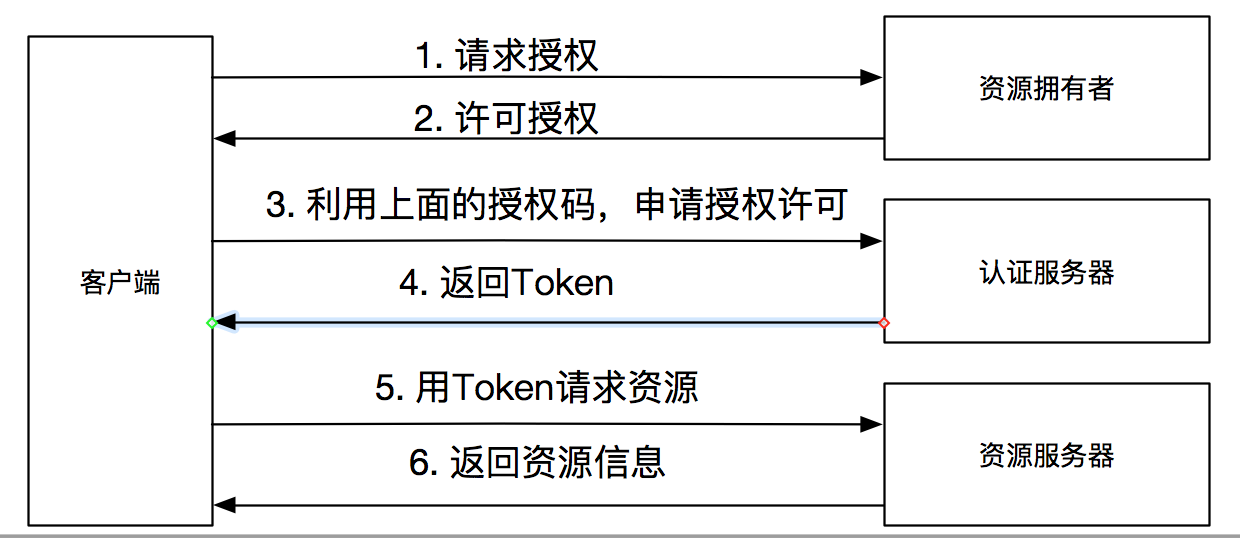 1. 请求授权
资源拥有者
2. 许可授权
3. 利用上面的授权码，申请授权许可
客户端
认证服务器
4. 返回Token
5. 用Token请求资源
资源服务器
6. 返回资源信息